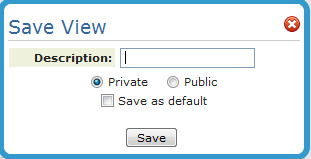 Save View
Description:
Private Public
Save as default
Save